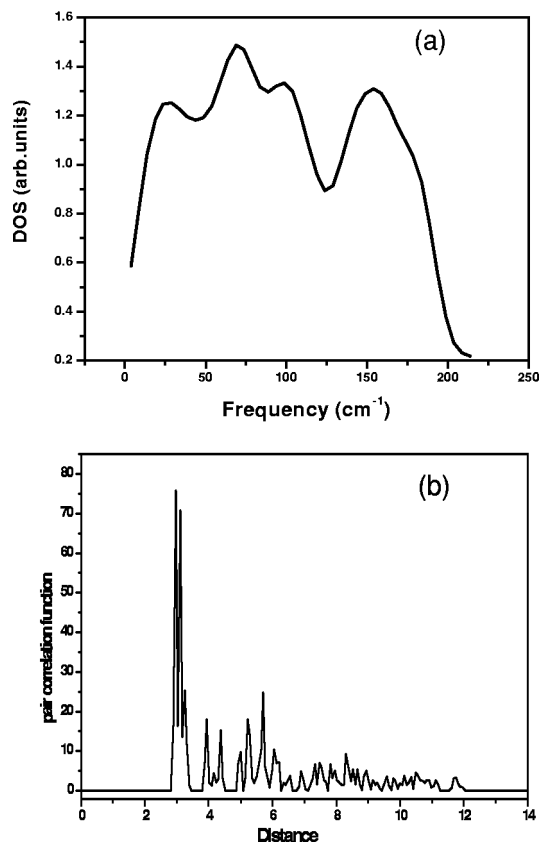 (a)
1.6
1.4
1.2
1.0
0.8
0.6
0.4
0.2
DOS (arb.units)
0 50 100 150 200 250
Frequency (cm⁻¹)
(b)
80
70
60
50
40
30
20
10
0
pair correlation function
0 2 4 6 8 10 12 14
Distance